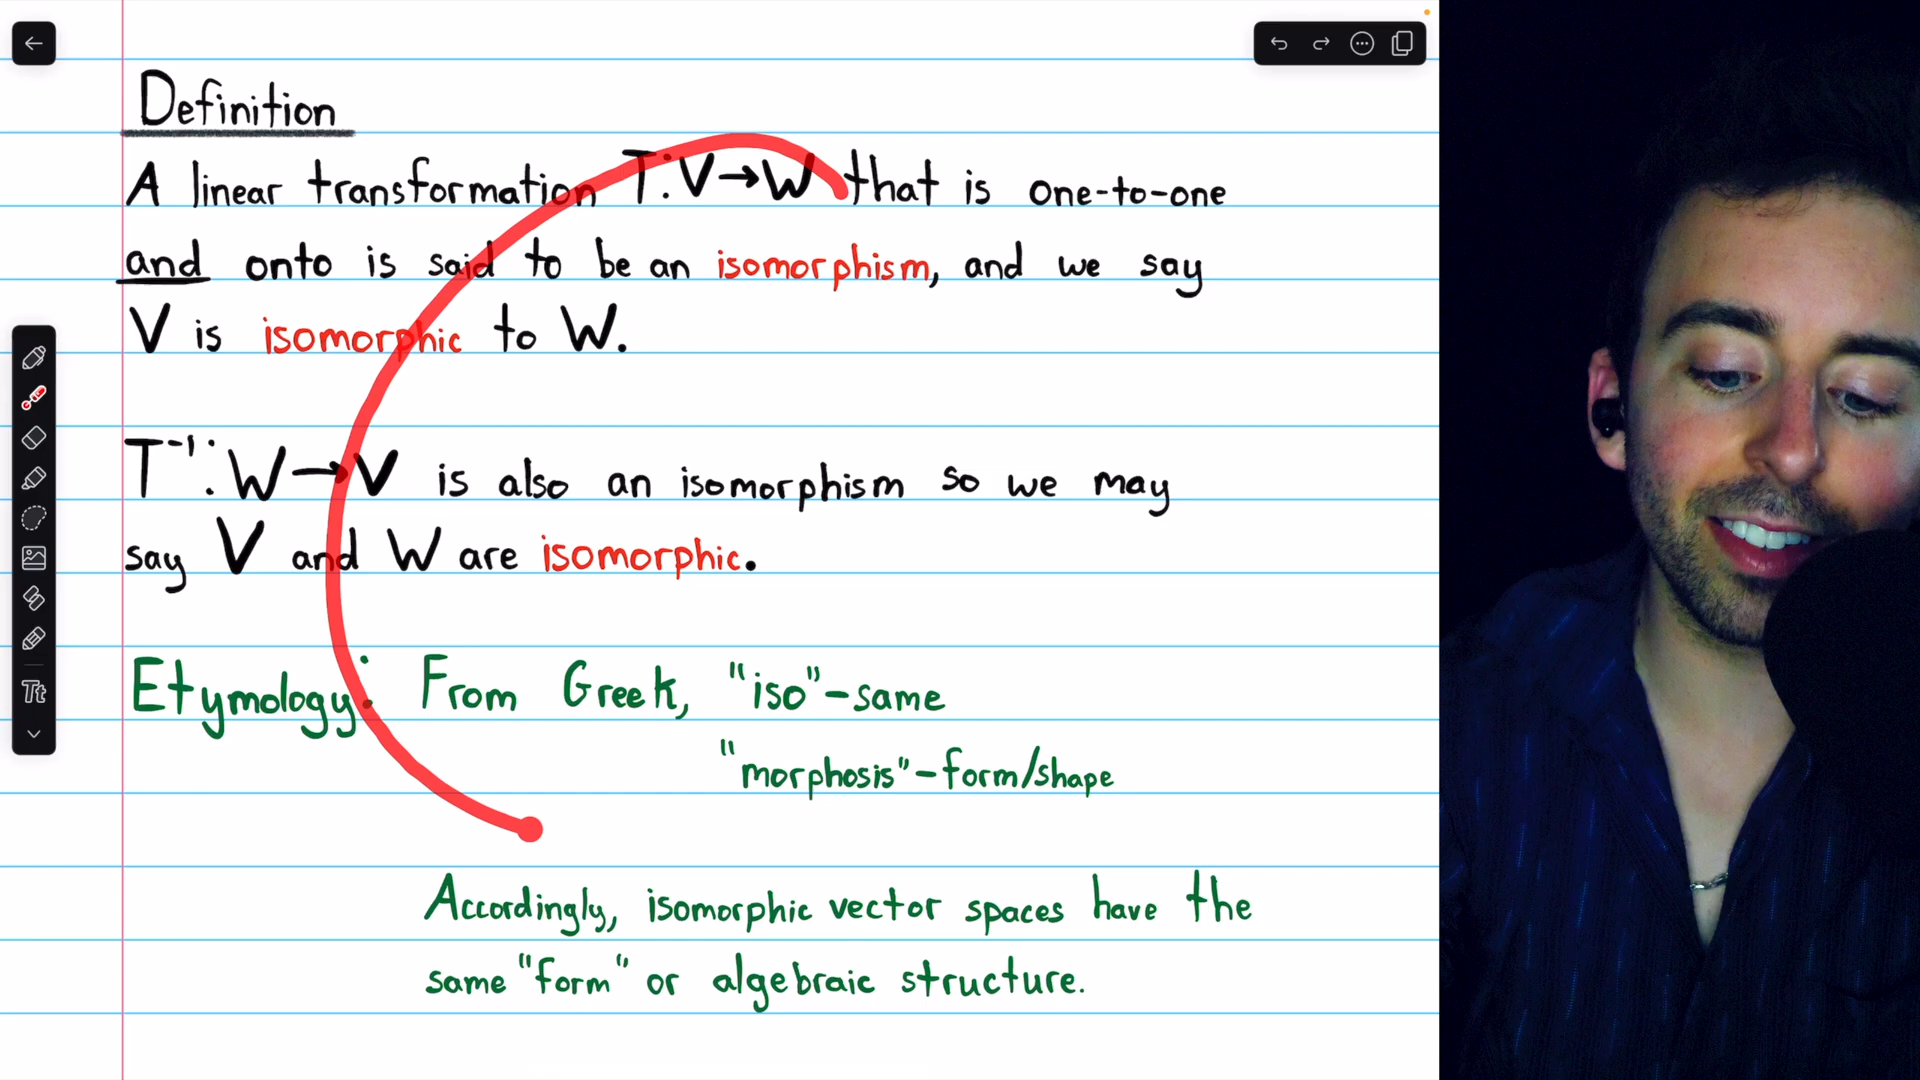 Definition
A linear transformation T: V→W that is one-to-one
and onto is said to be an isomorphism, and we say
V is isomorphic to W.
T⁻¹: W→V is also an isomorphism so we may
say V and W are isomorphic.
Etymology: From Greek, "iso"-same
"morphosis"-form/shape
Accordingly, isomorphic vector spaces have the
same "form" or algebraic structure.
Tt